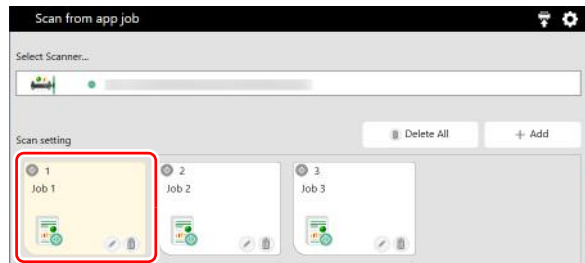 Scan from app job
Select Scanner...
Scan setting
Delete All
+ Add
1
Job 1
2
Job 2
3
Job 3